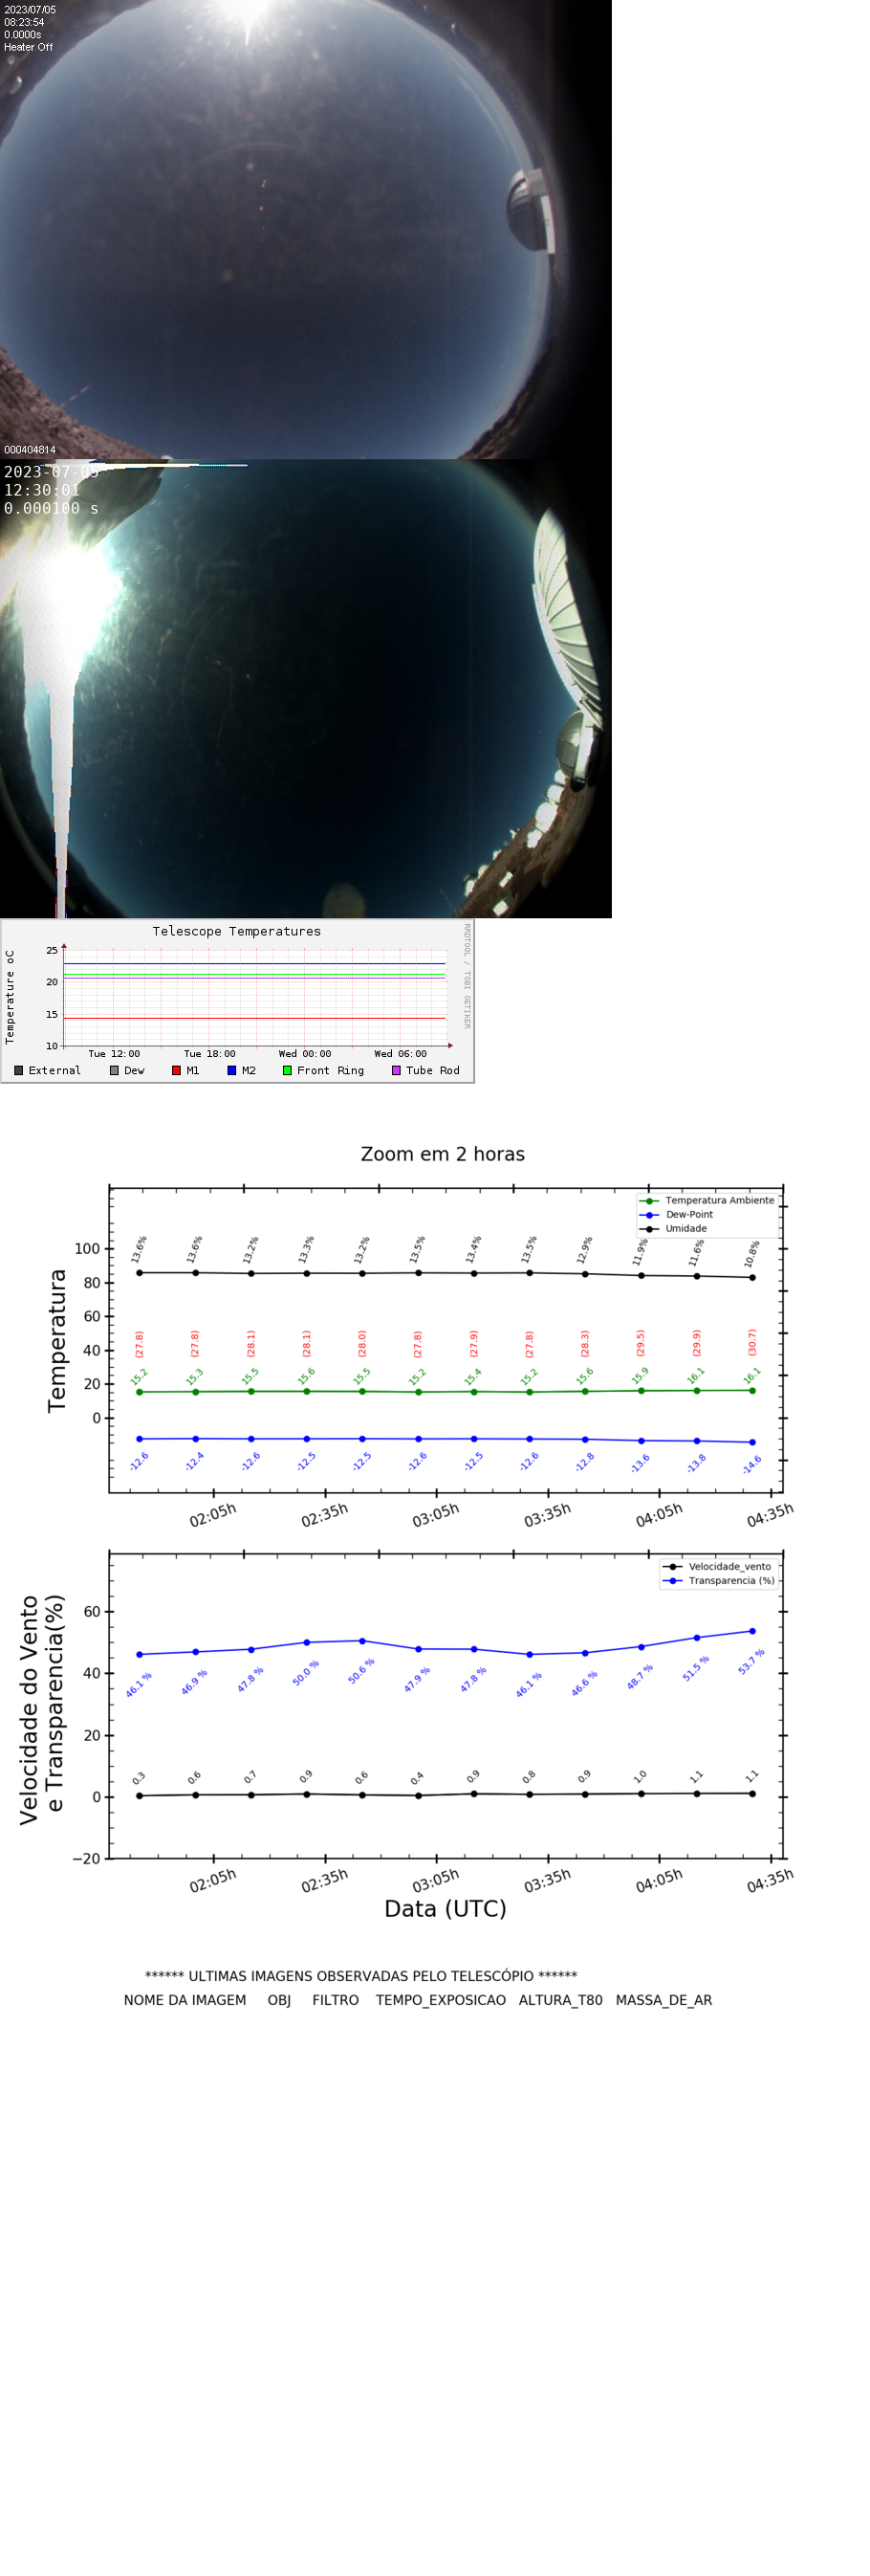 2023/07/05
08:23:54
0.0000s
Heater Off
000404814
2023-07-05
12:30:01
0.000100 s
Telescope Temperatures
RRDTOOL / TOBI OETIKER
Temperature oC
25
20
15
10
Tue 12:00 Tue 18:00 Wed 00:00 Wed 06:00
External Dew M1 M2 Front Ring Tube Rod
Zoom em 2 horas
Temperatura Ambiente
Dew-Point
Umidade
Temperatura
100
80
60
40
20
0
13.6% 13.6% 13.2% 13.3% 13.2% 13.5% 13.4% 13.5% 12.9% 11.9% 11.6% 10.8%
(27.8) (27.8) (28.1) (28.1) (28.0) (27.8) (27.9) (27.8) (28.3) (29.5) (29.9) (30.7)
15.2 15.3 15.5 15.6 15.5 15.2 15.4 15.2 15.6 15.9 16.1 16.1
-12.6 -12.4 -12.6 -12.5 -12.5 -12.6 -12.5 -12.6 -12.8 -13.6 -13.8 -14.6
02:05h 02:35h 03:05h 03:35h 04:05h 04:35h
Velocidade_vento
Transparencia (%)
Velocidade do Vento
e Transparencia(%)
60
40
20
0
−20
46.1 % 46.9 % 47.8 % 50.0 % 50.6 % 47.9 % 47.8 % 46.1 % 46.6 % 48.7 % 51.5 % 53.7 %
0.3 0.6 0.7 0.9 0.6 0.4 0.9 0.8 0.9 1.0 1.1 1.1
02:05h 02:35h 03:05h 03:35h 04:05h 04:35h
Data (UTC)
****** ULTIMAS IMAGENS OBSERVADAS PELO TELESCÓPIO ******
NOME DA IMAGEM OBJ FILTRO TEMPO_EXPOSICAO ALTURA_T80 MASSA_DE_AR